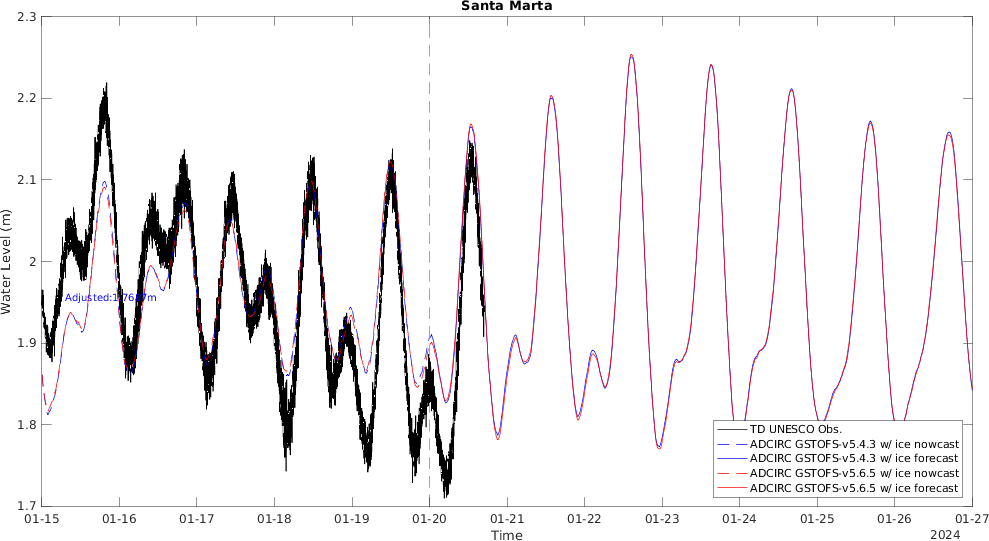 Santa Marta
2.3
2.2
2.1
2
1.9
1.8
1.7
Water Level (m)
TD UNESCO Obs.
ADCIRC GSTOFS-v5.4.3 w/ ice nowcast
ADCIRC GSTOFS-v5.4.3 w/ ice forecast
ADCIRC GSTOFS-v5.6.5 w/ ice nowcast
ADCIRC GSTOFS-v5.6.5 w/ ice forecast
01-15 01-16 01-17 01-18 01-19 01-20 01-21 01-22 01-23 01-24 01-25 01-26 01-27
Time
2024